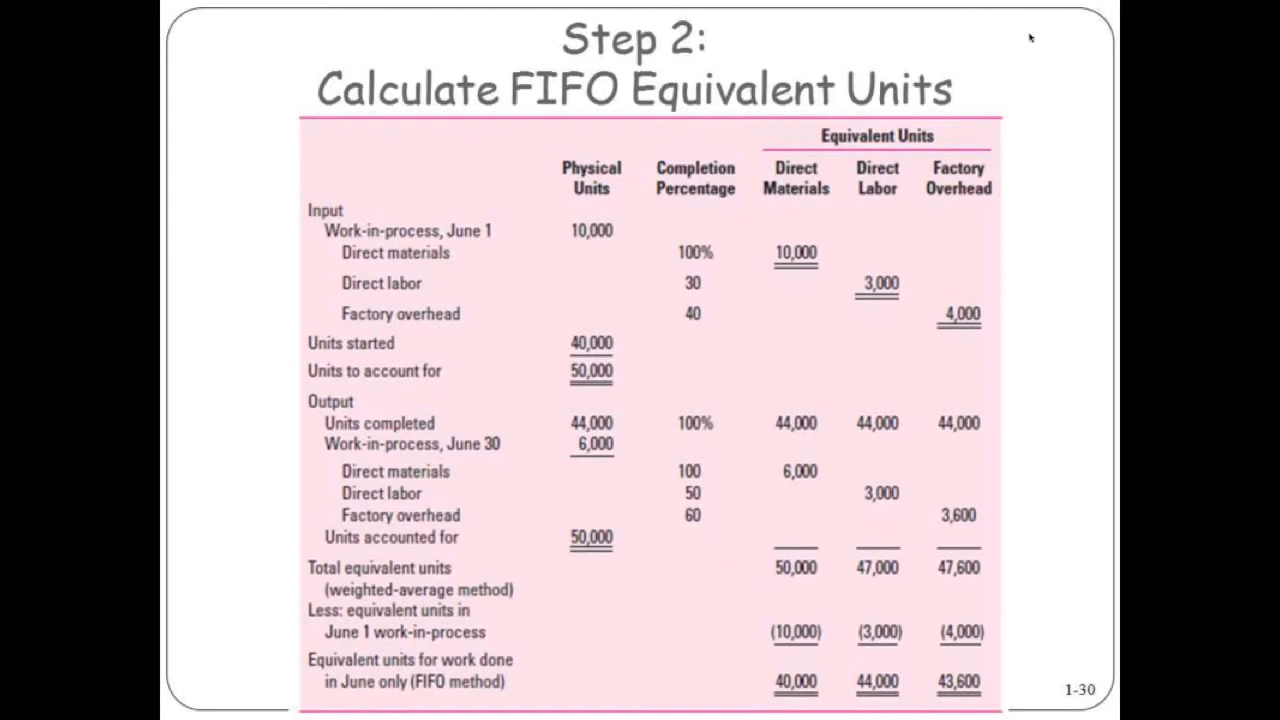 Step 2:
Calculate FIFO Equivalent Units
Equivalent Units
Physical Completion Direct Direct Factory
Units Percentage Materials Labor Overhead
Input
Work-in-process, June 1 10,000
Direct materials 100% 10,000
Direct labor 30 3,000
Factory overhead 40 4,000
Units started 40,000
Units to account for 50,000
Output
Units completed 44,000 100% 44,000 44,000 44,000
Work-in-process, June 30 6,000
Direct materials 100 6,000
Direct labor 50 3,000
Factory overhead 60 3,600
Units accounted for 50,000
Total equivalent units 50,000 47,000 47,600
(weighted-average method)
Less: equivalent units in
June 1 work-in-process (10,000) (3,000) (4,000)
Equivalent units for work done
in June only (FIFO method) 40,000 44,000 43,600
1-30